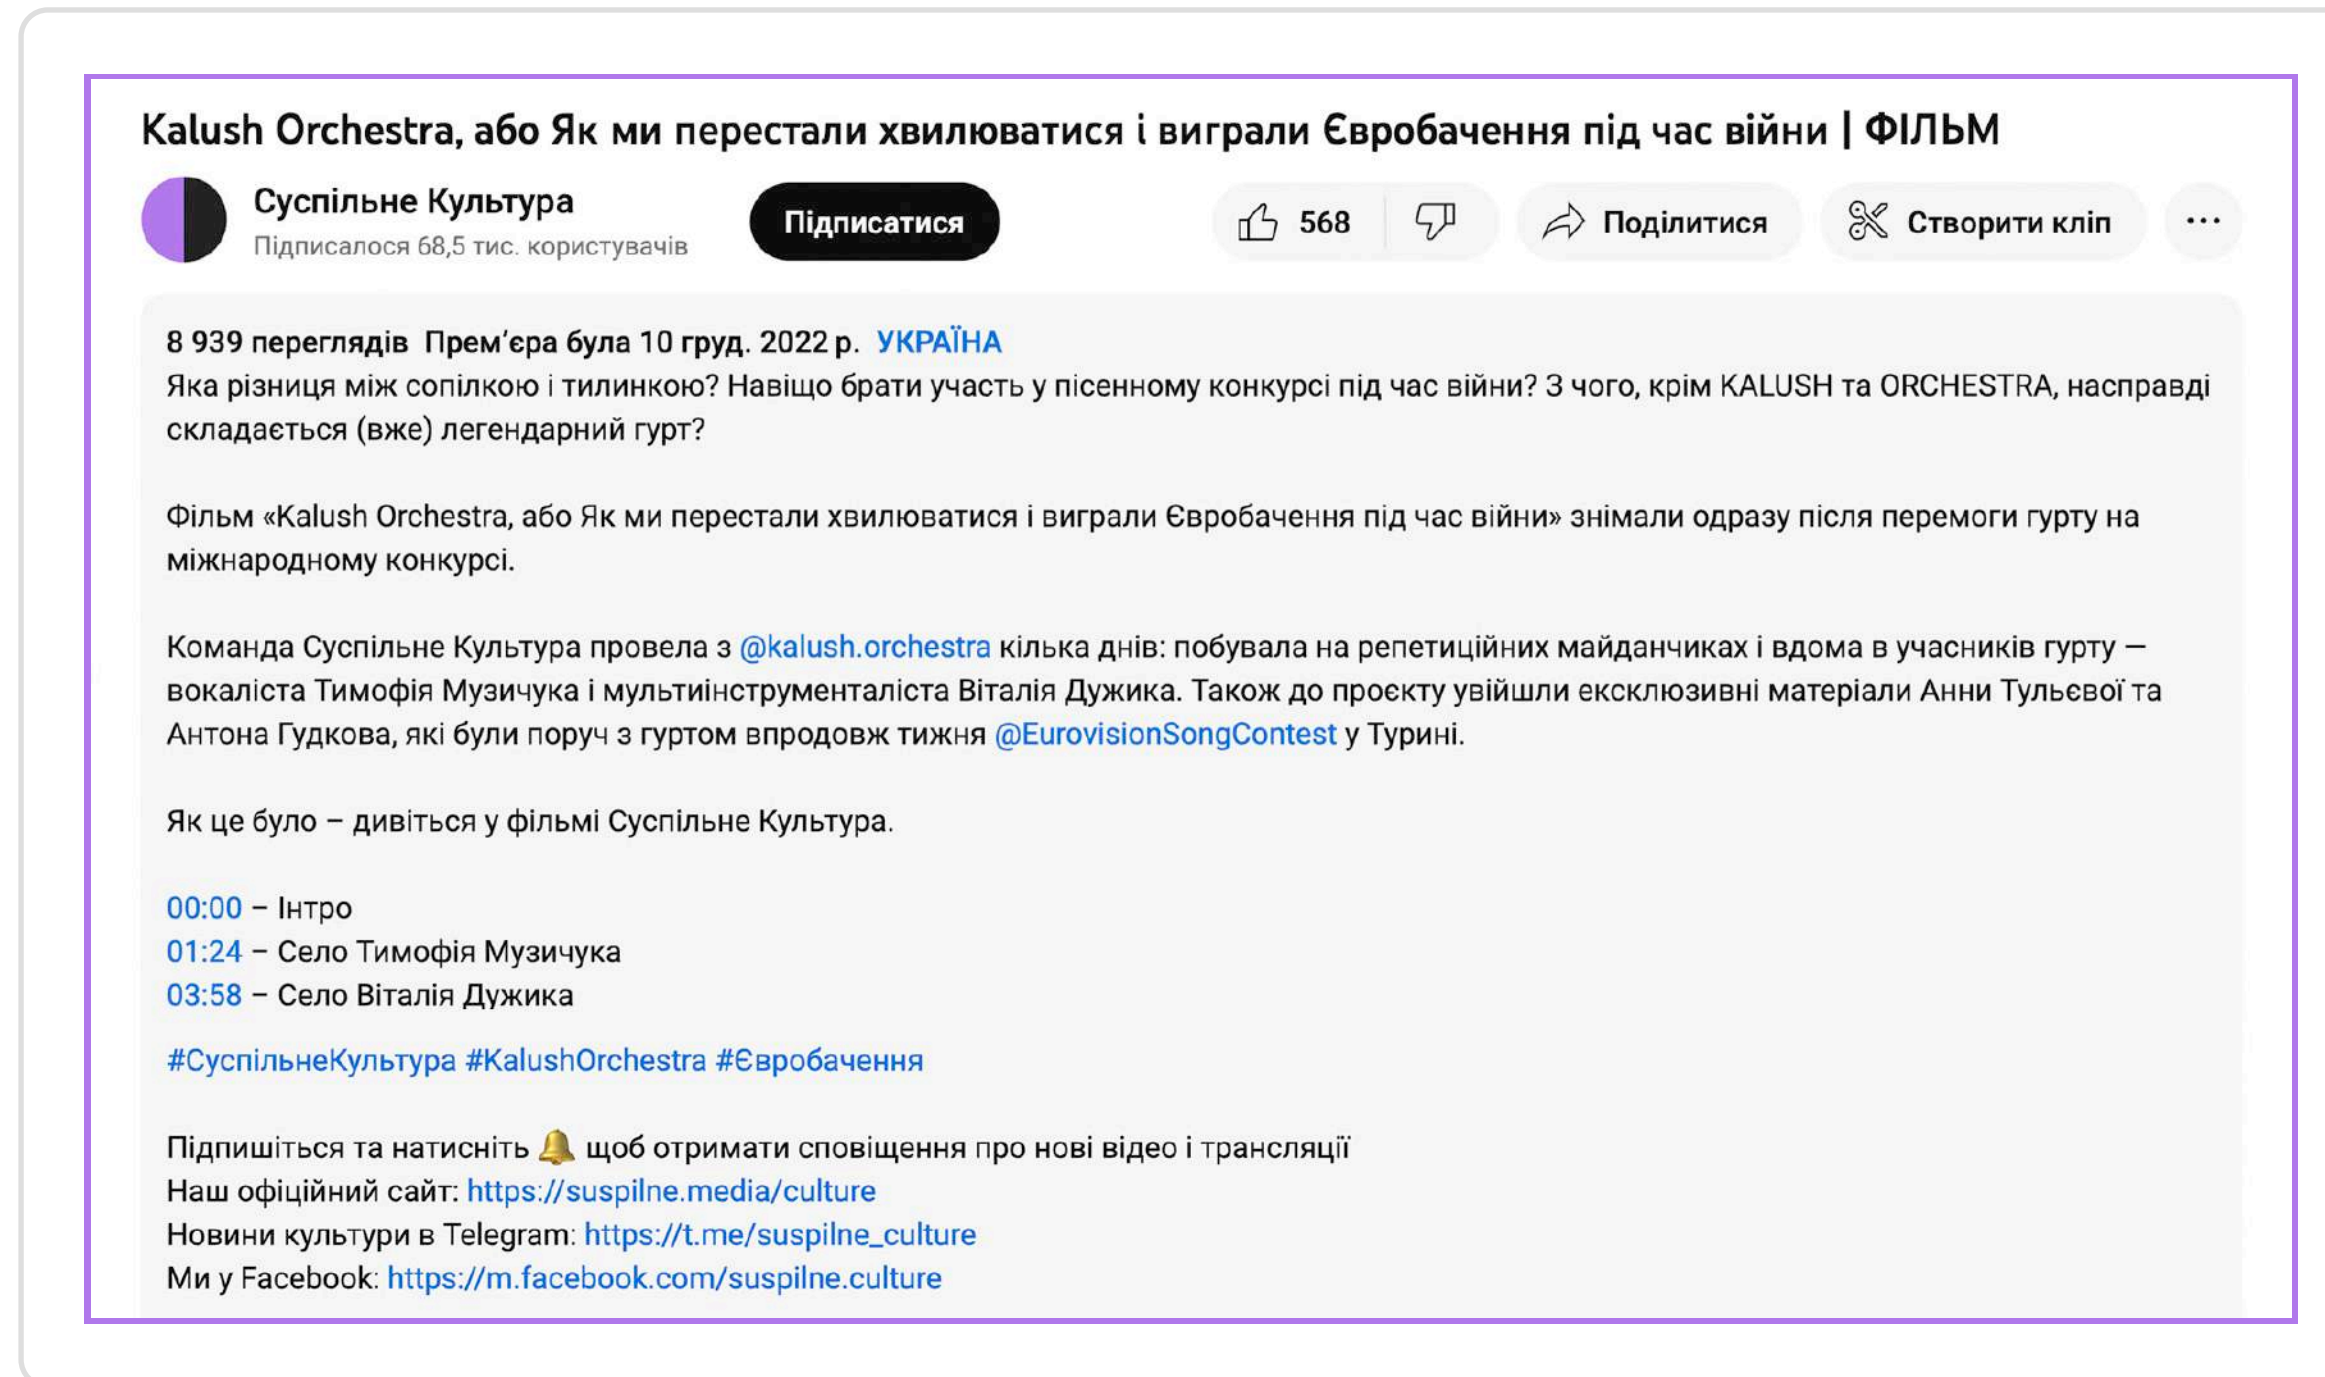 Kalush Orchestra, або Як ми перестали хвилюватися і виграли Євробачення під час війни | ФІЛЬМ
Суспільне Культура
Підписалося 68,5 тис. користувачів
Підписатися
568
Поділитися
Створити кліп
8 939 переглядів Прем’єра була 10 груд. 2022 р. УКРАЇНА
Яка різниця між сопілкою і тилинкою? Навіщо брати участь у пісенному конкурсі під час війни? З чого, крім KALUSH та ORCHESTRA, насправді
складається (вже) легендарний гурт?
Фільм «Kalush Orchestra, або Як ми перестали хвилюватися і виграли Євробачення під час війни» знімали одразу після перемоги гурту на
міжнародному конкурсі.
Команда Суспільне Культура провела з @kalush.orchestra кілька днів: побувала на репетиційних майданчиках і вдома в учасників гурту —
вокаліста Тимофія Музичука і мультиінструменталіста Віталія Дужика. Також до проєкту увійшли ексклюзивні матеріали Анни Тульєвої та
Антона Гудкова, які були поруч з гуртом впродовж тижня @EurovisionSongContest у Турині.
Як це було – дивіться у фільмі Суспільне Культура.
00:00 – Інтро
01:24 – Село Тимофія Музичука
03:58 – Село Віталія Дужика
#СуспільнеКультура #KalushOrchestra #Євробачення
Підпишіться та натисніть 🔔 щоб отримати сповіщення про нові відео і трансляції
Наш офіційний сайт: https://suspilne.media/culture
Новини культури в Telegram: https://t.me/suspilne_culture
Ми у Facebook: https://m.facebook.com/suspilne.culture